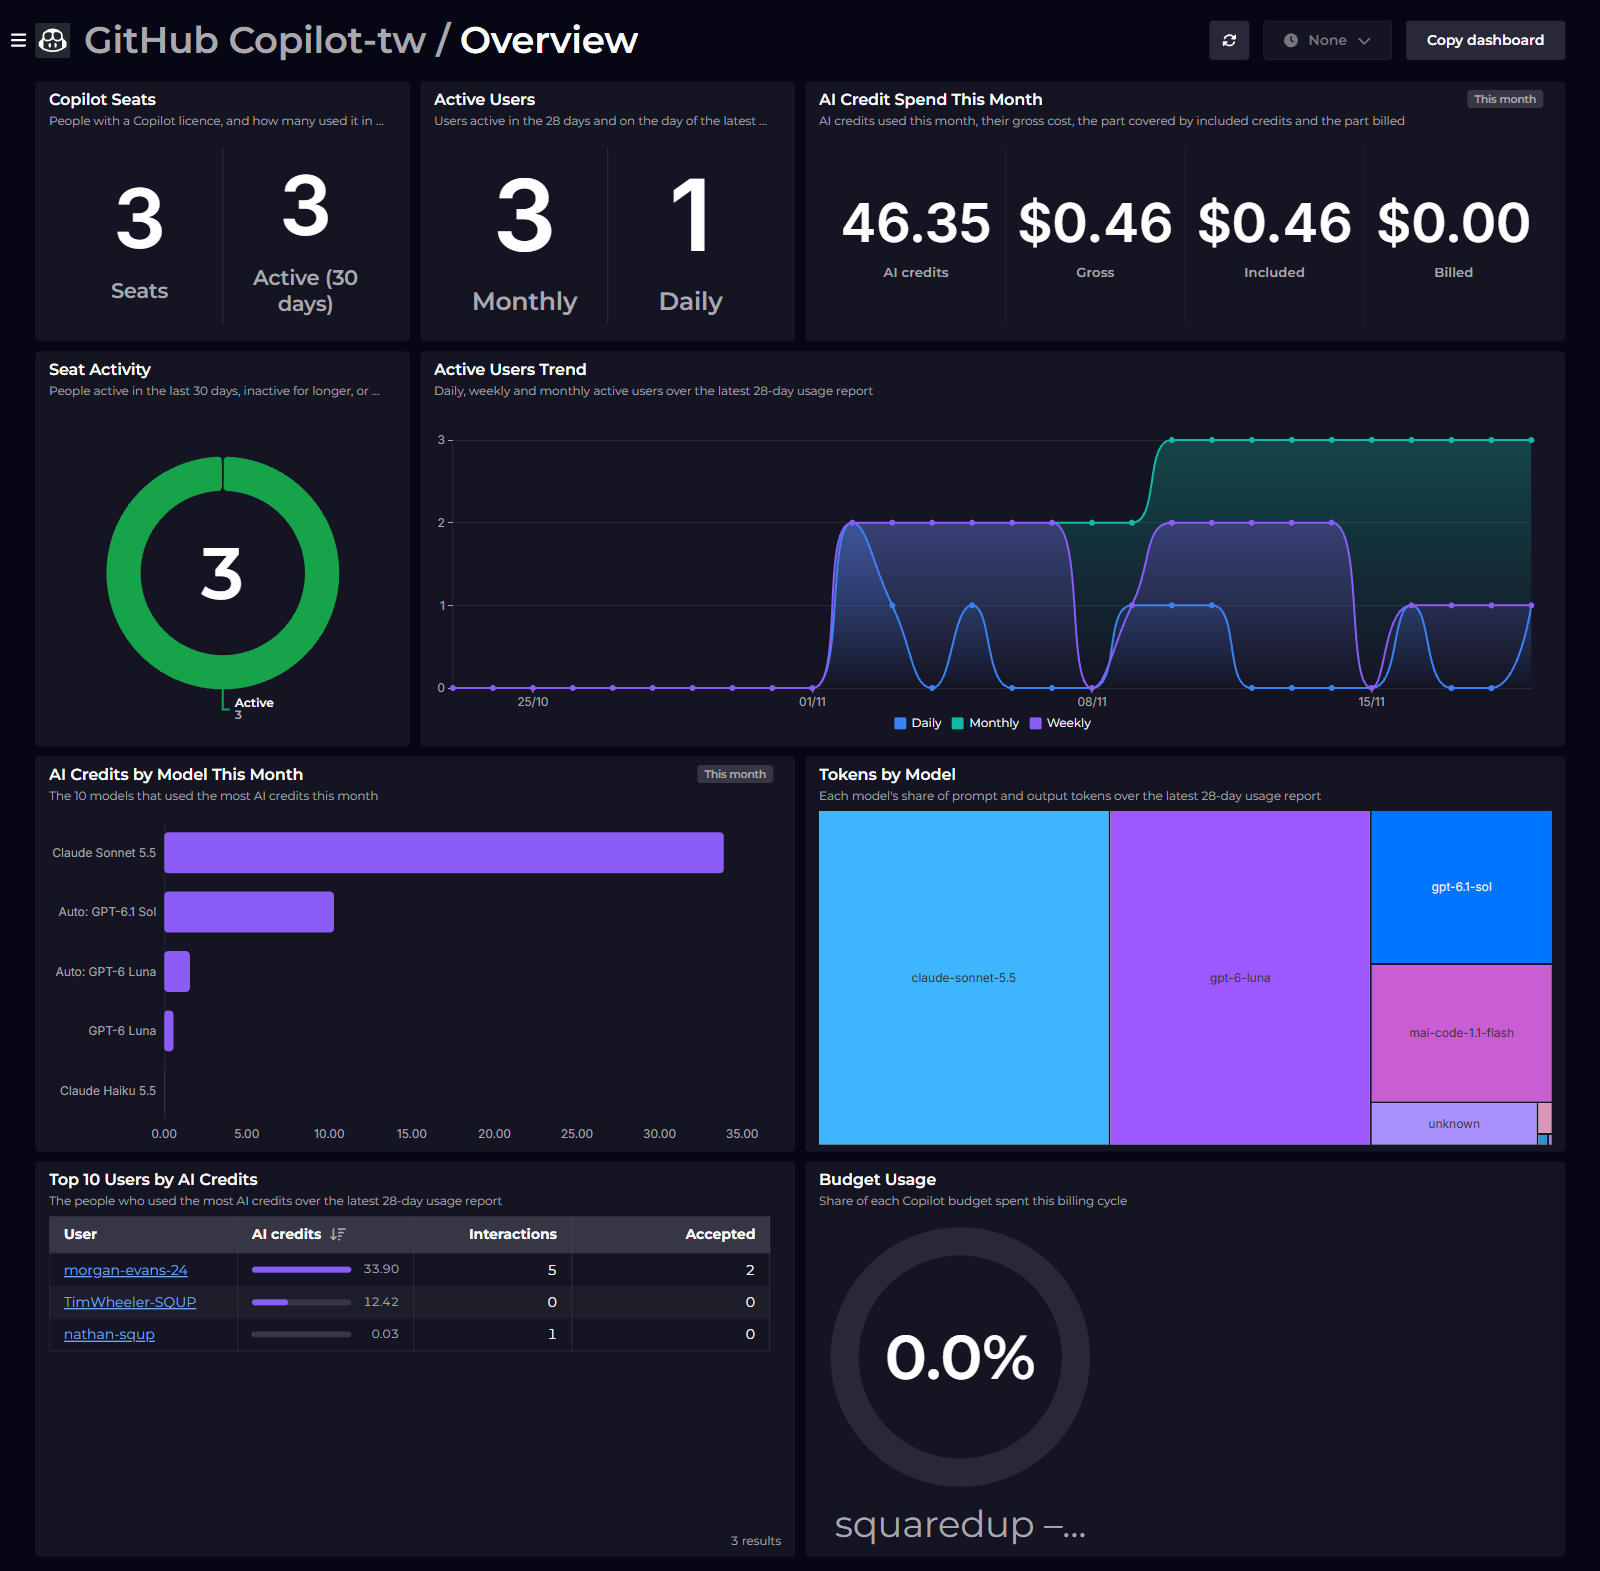 GitHub Copilot-tw / Overview
None
Copy dashboard
Copilot Seats
People with a Copilot licence, and how many used it in ...
3
Seats
3
Active (30
days)
Active Users
Users active in the 28 days and on the day of the latest ...
3
Monthly
1
Daily
AI Credit Spend This Month
This month
AI credits used this month, their gross cost, the part covered by included credits and the part billed
46.35
AI credits
$0.46
Gross
$0.46
Included
$0.00
Billed
Seat Activity
People active in the last 30 days, inactive for longer, or ...
3
Active
3
Active Users Trend
Daily, weekly and monthly active users over the latest 28-day usage report
3
2
1
0
25/10
01/11
08/11
15/11
Daily
Monthly
Weekly
AI Credits by Model This Month
This month
The 10 models that used the most AI credits this month
Claude Sonnet 5.5
Auto: GPT-6.1 Sol
Auto: GPT-6 Luna
GPT-6 Luna
Claude Haiku 5.5
0.00
5.00
10.00
15.00
20.00
25.00
30.00
35.00
Tokens by Model
Each model's share of prompt and output tokens over the latest 28-day usage report
claude-sonnet-5.5
gpt-6-luna
gpt-6.1-sol
mai-code-1.1-flash
unknown
Top 10 Users by AI Credits
The people who used the most AI credits over the latest 28-day usage report
User AI credits Interactions Accepted
morgan-evans-24 33.90 5 2
TimWheeler-SQUP 12.42 0 0
nathan-squp 0.03 1 0
3 results
Budget Usage
Share of each Copilot budget spent this billing cycle
0.0%
squaredup –...